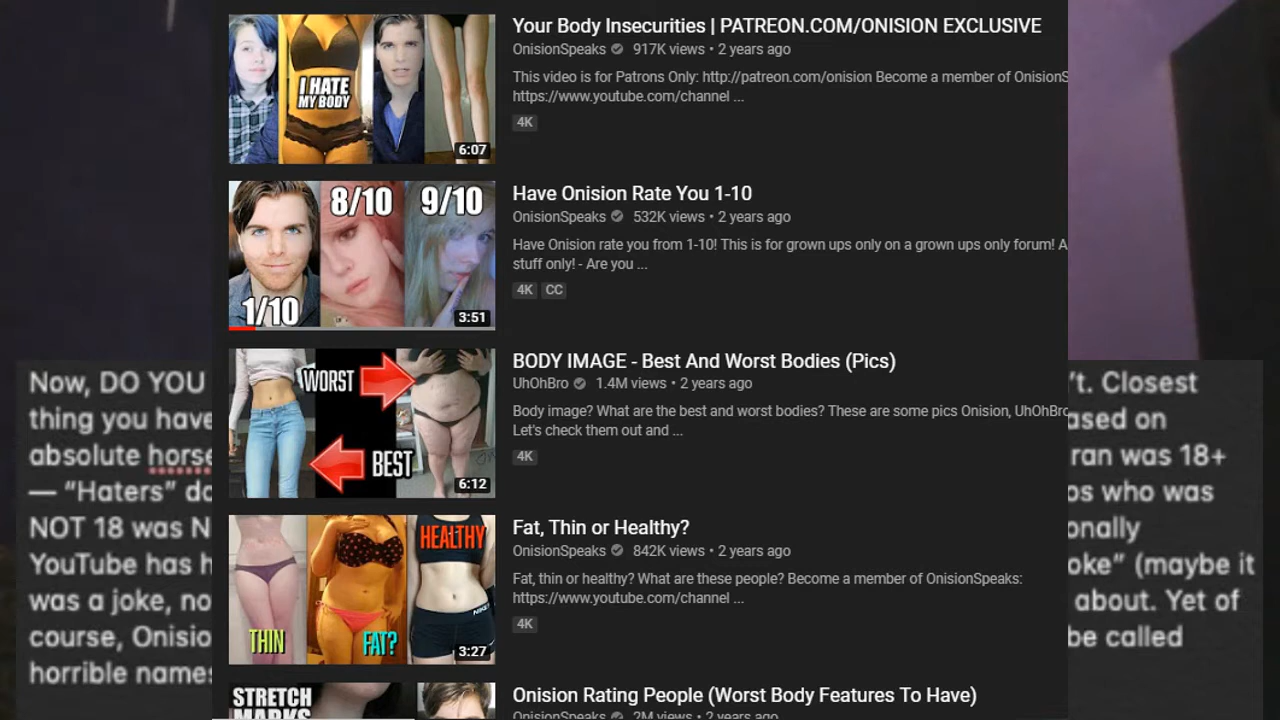 Your Body Insecurities | PATREON.COM/ONISION EXCLUSIVE
OnisionSpeaks 917K views • 2 years ago
This video is for Patrons Only: http://patreon.com/onision Become a member of OnisionS
https://www.youtube.com/channel ...
4K
I HATE
MY BODY
6:07
Have Onision Rate You 1-10
OnisionSpeaks 532K views • 2 years ago
Have Onision rate you from 1-10! This is for grown ups only on a grown ups only forum! A
stuff only! - Are you ...
4K CC
8/10 9/10
1/10
3:51
BODY IMAGE - Best And Worst Bodies (Pics)
UhOhBro 1.4M views • 2 years ago
Body image? What are the best and worst bodies? These are some pics Onision, UhOhBro
Let's check them out and ...
4K
WORST
BEST
6:12
Fat, Thin or Healthy?
OnisionSpeaks 842K views • 2 years ago
Fat, thin or healthy? What are these people? Become a member of OnisionSpeaks:
https://www.youtube.com/channel ...
4K
HEALTHY
THIN
FAT?
NIKE
3:27
Onision Rating People (Worst Body Features To Have)
OnisionSpeaks 2M views • 2 years ago
STRETCH
MARKS
Now, DO YOU
thing you have
absolute horse
— “Haters” do
NOT 18 was N
YouTube has h
was a joke, no
course, Onisio
horrible names
’t. Closest
ased on
ran was 18+
os who was
onally
oke” (maybe it
about. Yet of
be called